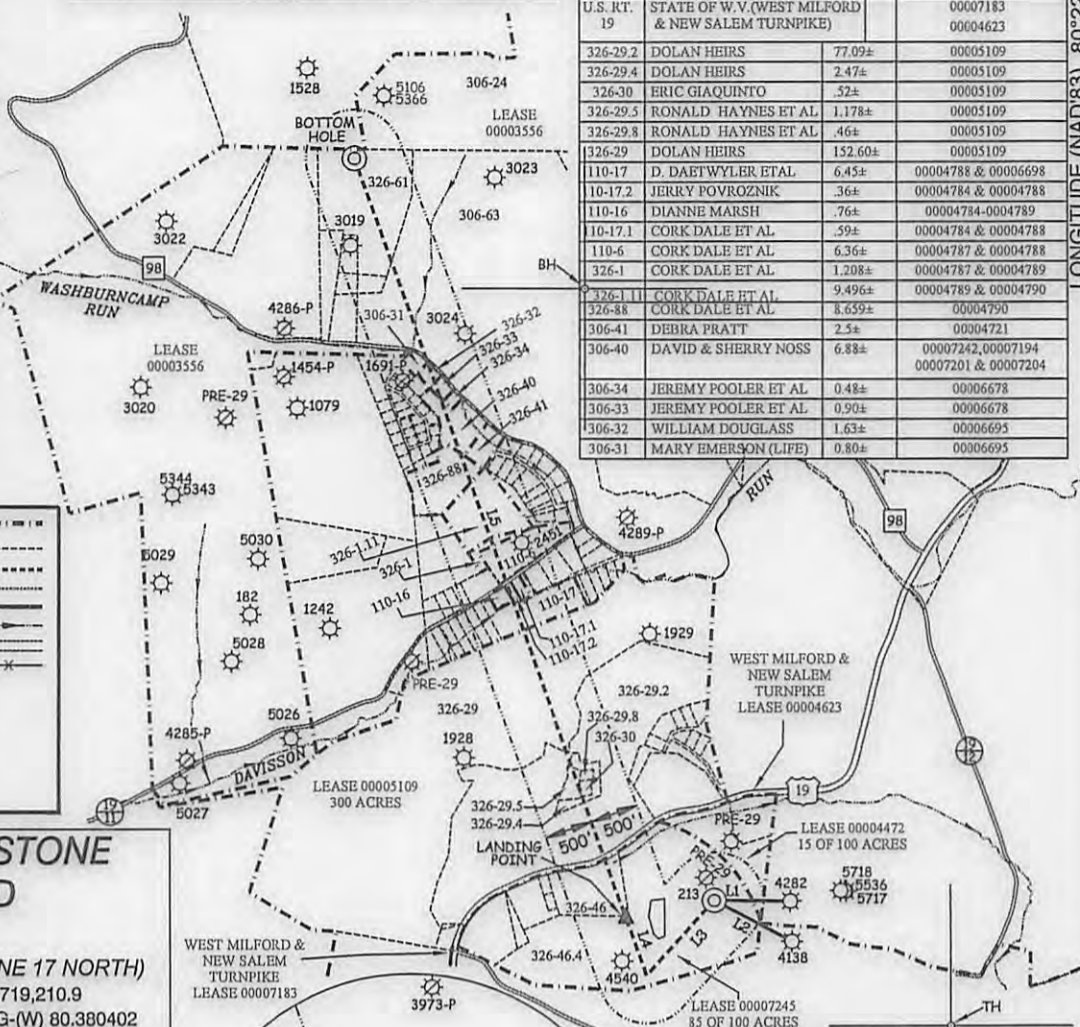 U.S. RT. 19 STATE OF W.V.(WEST MILFORD & NEW SALEM TURNPIKE) 00007183 00004623
326-29.2 DOLAN HEIRS 77.09± 00005109
326-29.4 DOLAN HEIRS 2.47± 00005109
326-30 ERIC GIAQUINTO .52± 00005109
326-29.5 RONALD HAYNES ET AL 1.178± 00005109
326-29.8 RONALD HAYNES ET AL .46± 00005109
326-29 DOLAN HEIRS 152.60± 00005109
110-17 D. DAETWYLER ETAL 6.45± 00004788 & 00006698
10-17.2 JERRY POVROZNIK .36± 00004784 & 00004788
110-16 DIANNE MARSH .76± 00004784-0004789
110-17.1 CORK DALE ET AL .59± 00004784 & 00004788
110-6 CORK DALE ET AL 6.36± 00004787 & 00004788
326-1 CORK DALE ET AL 1.208± 00004787 & 00004789
326-1.11 CORK DALE ET AL 9.496± 00004789 & 00004790
326-88 CORK DALE ET AL 8.659± 00004790
306-41 DEBRA PRATT 2.5± 00004721
306-40 DAVID & SHERRY NOSS 6.88± 00007242,00007194 00007201 & 00007204
306-34 JEREMY POOLER ET AL 0.48± 00006678
306-33 JEREMY POOLER ET AL 0.90± 00006678
306-32 WILLIAM DOUGLASS 1.63± 00006695
306-31 MARY EMERSON (LIFE) 0.80± 00006695
LONGITUDE (NAD'83) 80°22
1528
5106
5366
306-24
LEASE
00003556
BOTTOM
HOLE
3023
326-61
306-63
3022
3019
98
BH
WASHBURNCAMP
RUN
4286-P
306-31
3024
326-32
326-33
326-34
LEASE
00003556
1454-P
1691-P
326-40
326-41
3020
PRE-29
1079
326-88
5344
5343
L5
RUN
98
4289-P
5029
5030
326-1.11
326-1
2451
110-6
182
110-16
110-17
1242
110-17.1
110-17.2
1929
5028
PRE-29
WEST MILFORD &
NEW SALEM
TURNPIKE
LEASE 00004623
326-29
326-29.2
326-29.8
326-30
4285-P
5026
1928
DAVISSON
LEASE 00005109
300 ACRES
19
11
5027
326-29.5
326-29.4
19
9
12
LANDING
POINT
500'
500'
PRE-29
LEASE 00004472
15 OF 100 ACRES
PRE-29
213
L1
4282
5718
5536
5717
326-46
L4
L3
L2
4138
326-46.4
4540
WEST MILFORD &
NEW SALEM
TURNPIKE
LEASE 00007183
3973-P
LEASE 00007245
85 OF 100 ACRES
TH
STONE
D
NE 17 NORTH)
719,210.9
G-(W) 80.380402